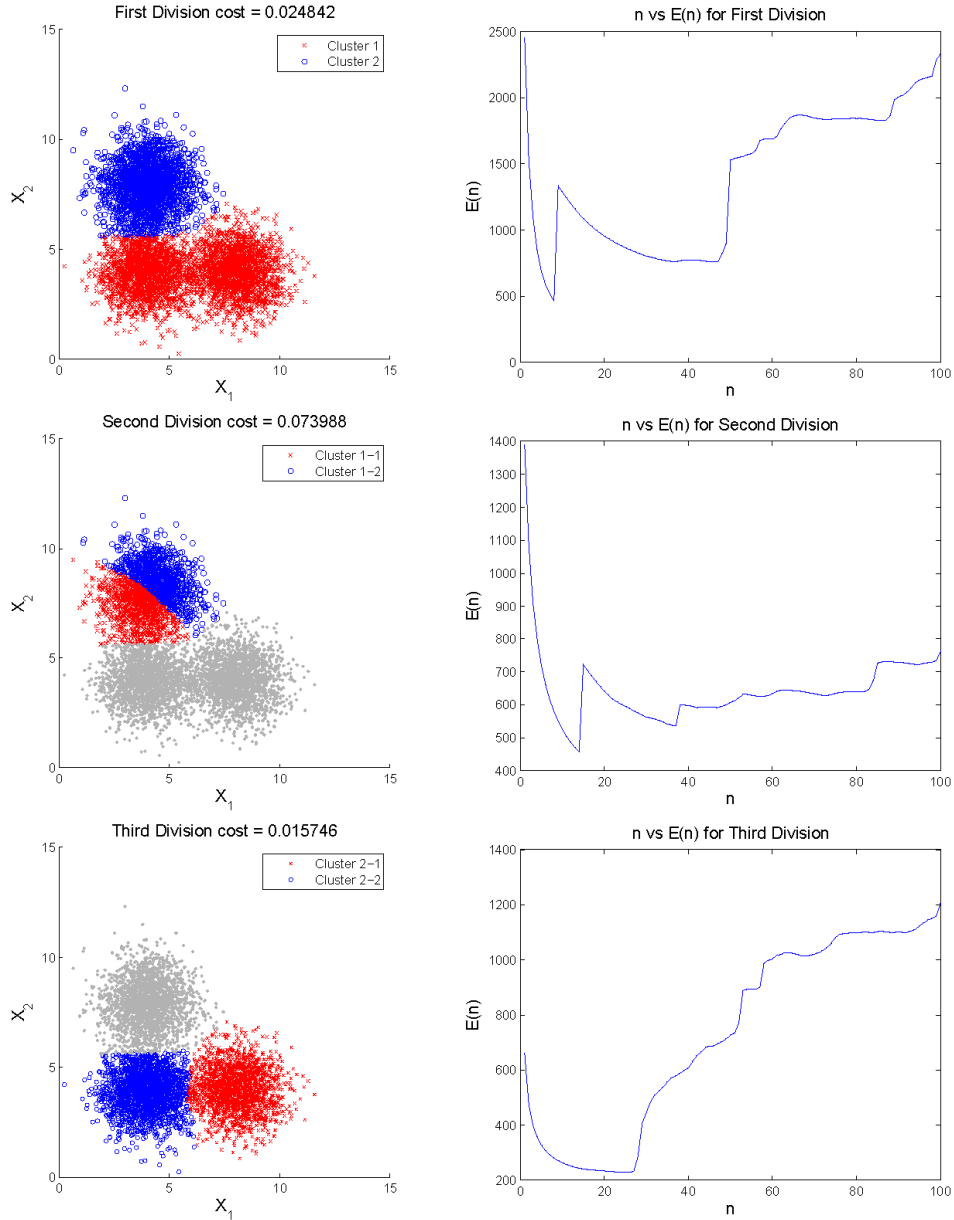 First Division cost = 0.024842
Cluster 1
Cluster 2
15
10
5
0
0
5
10
15
X2
X1
n vs E(n) for First Division
2500
2000
1500
1000
500
0
0
20
40
60
80
100
E(n)
n
Second Division cost = 0.073988
Cluster 1-1
Cluster 1-2
15
10
5
0
0
5
10
15
X2
X1
n vs E(n) for Second Division
1400
1300
1200
1100
1000
900
800
700
600
500
400
0
20
40
60
80
100
E(n)
n
Third Division cost = 0.015746
Cluster 2-1
Cluster 2-2
15
10
5
0
0
5
10
15
X2
X1
n vs E(n) for Third Division
1400
1200
1000
800
600
400
200
0
20
40
60
80
100
E(n)
n